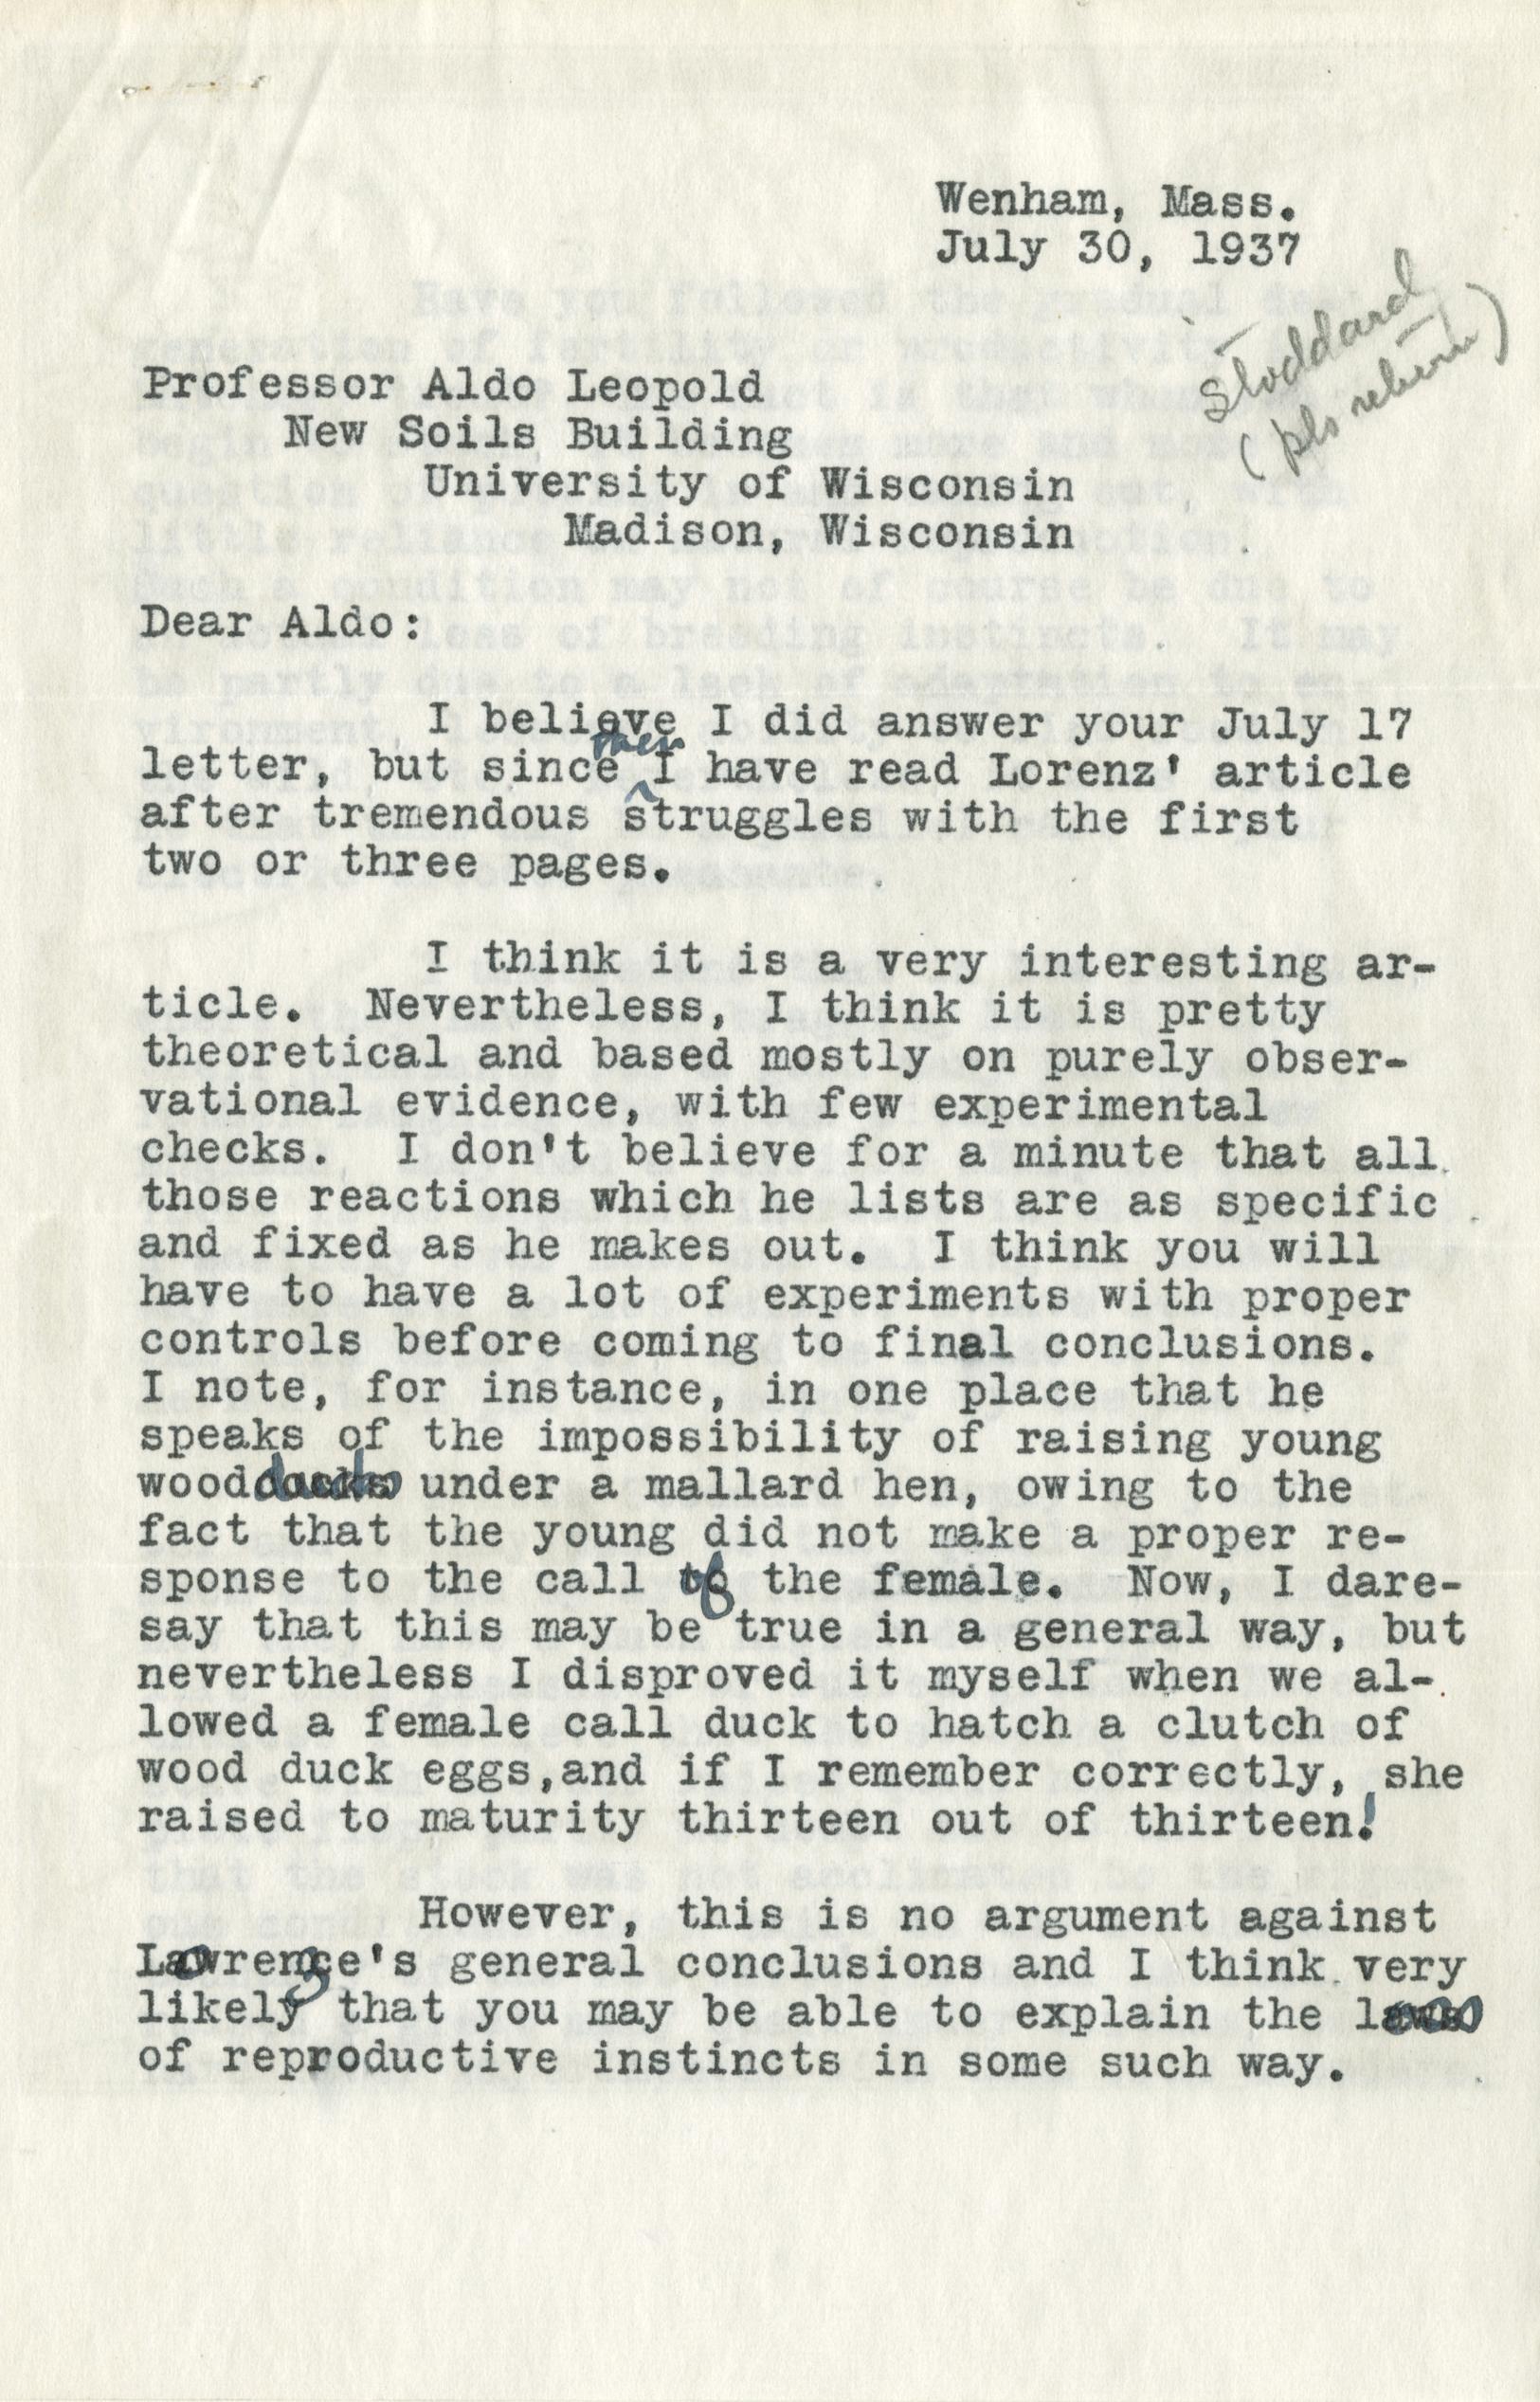 Wenham, Mass.
July 30, 1937
Stoddard
(pls return)
Professor Aldo Leopold
New Soils Building
University of Wisconsin
Madison, Wisconsin
Dear Aldo:
I believe I did answer your July 17
letter, but since then I have read Lorenz' article
after tremendous struggles with the first
two or three pages.
I think it is a very interesting ar-
ticle. Nevertheless, I think it is pretty
theoretical and based mostly on purely obser-
vational evidence, with few experimental
checks. I don't believe for a minute that all
those reactions which he lists are as specific
and fixed as he makes out. I think you will
have to have a lot of experiments with proper
controls before coming to final conclusions.
I note, for instance, in one place that he
speaks of the impossibility of raising young
wood ducks under a mallard hen, owing to the
fact that the young did not make a proper re-
sponse to the call of the female. Now, I dare-
say that this may be true in a general way, but
nevertheless I disproved it myself when we al-
lowed a female call duck to hatch a clutch of
wood duck eggs,and if I remember correctly, she
raised to maturity thirteen out of thirteen!
However, this is no argument against
Lorenz's general conclusions and I think very
likely that you may be able to explain the loss
of reproductive instincts in some such way.